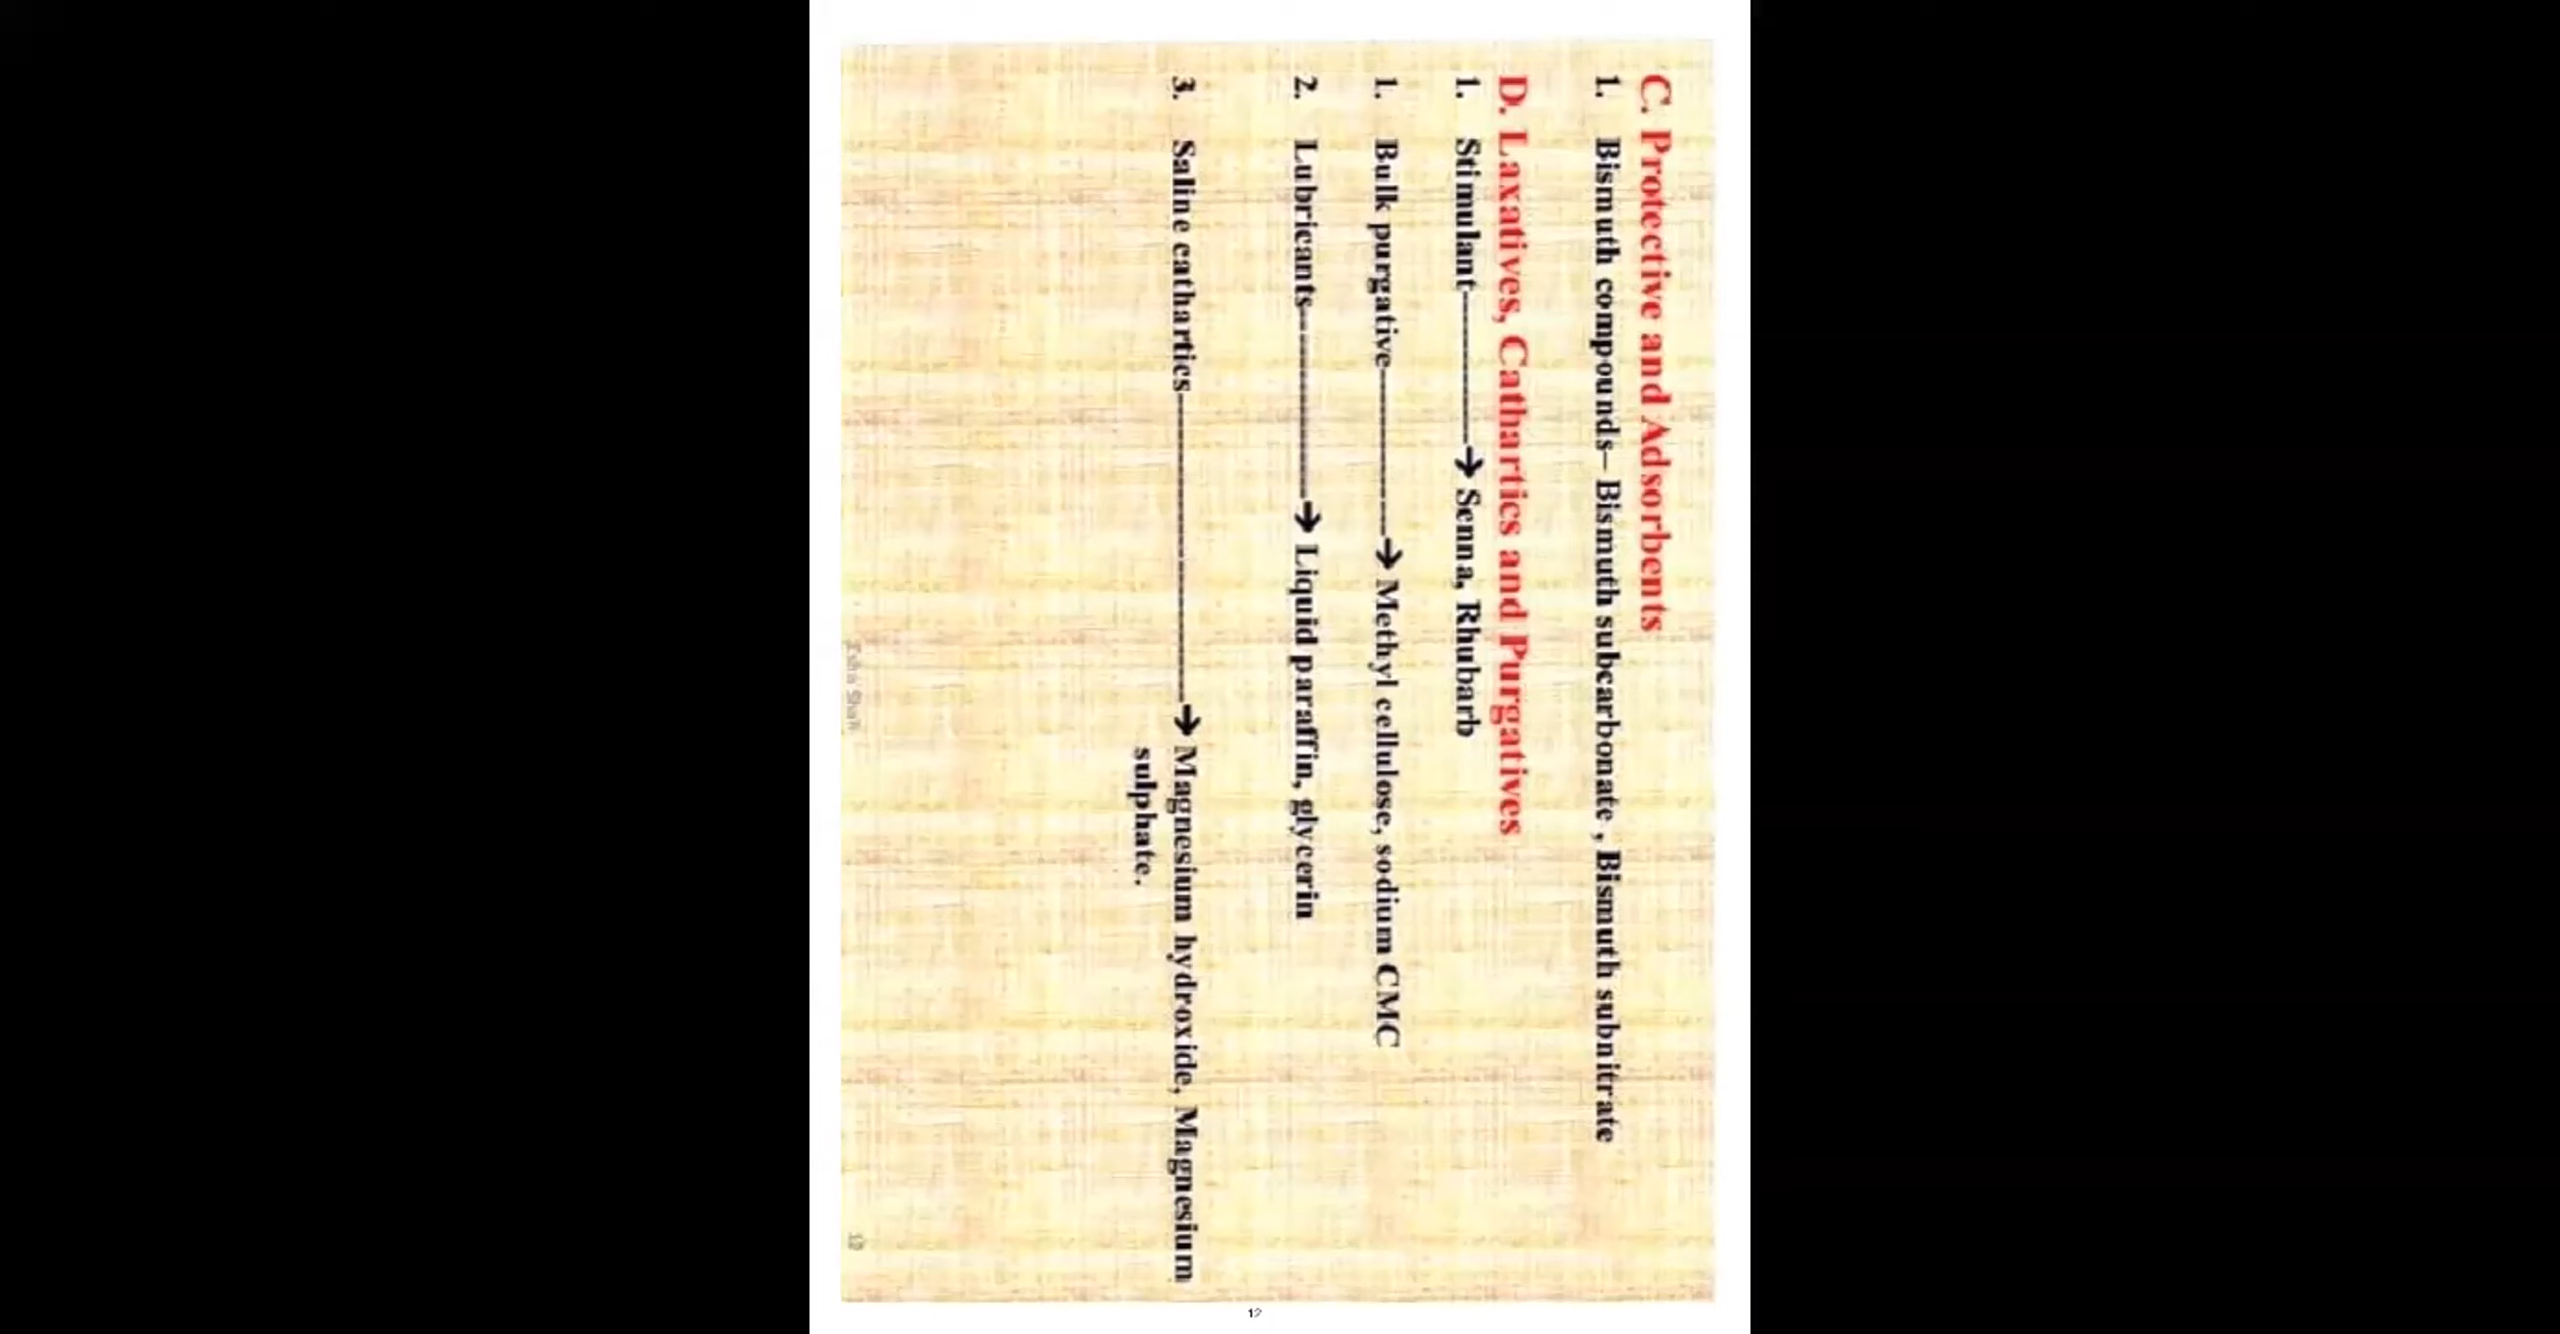 C. Protective and Adsorbents
1. Bismuth compounds– Bismuth subcarbonate , Bismuth subnitrate
D. Laxatives, Cathartics and Purgatives
1. Stimulant----------→ Senna, Rhubarb
1. Bulk purgative----------→ Methyl cellulose, sodium CMC
2. Lubricants------------→ Liquid paraffin, glycerin
3. Saline cathartics--------------------→ Magnesium hydroxide, Magnesium
sulphate.
12